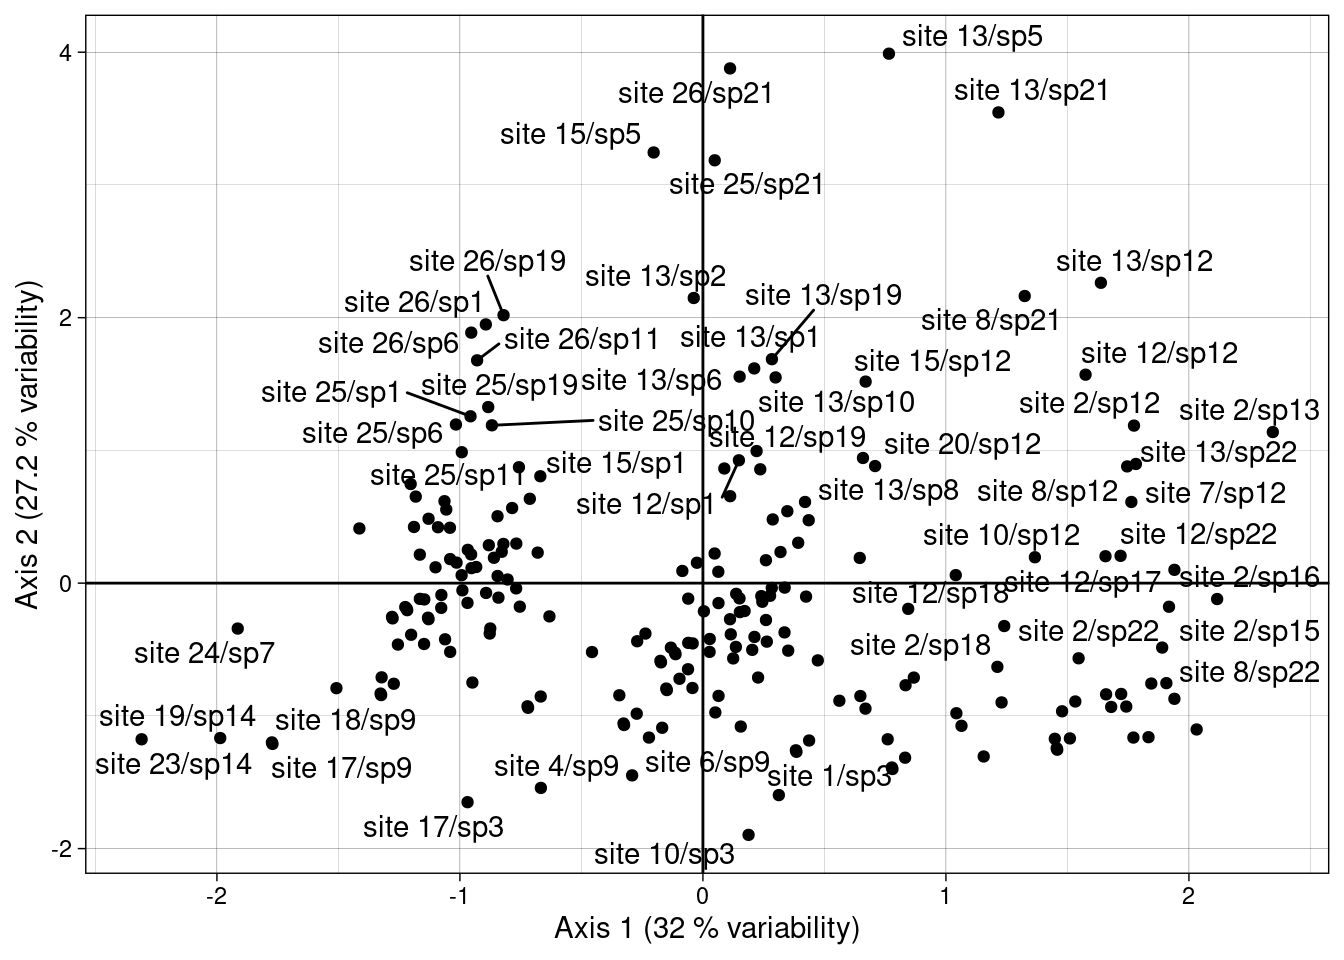 site 13/sp5
4
site 26/sp21
site 13/sp21
site 15/sp5
site 25/sp21
site 26/sp19
site 13/sp2
site 13/sp12
site 26/sp1
site 13/sp19
2
site 8/sp21
site 26/sp6
site 26/sp11
site 13/sp1
site 12/sp12
site 15/sp12
site 25/sp1
site 25/sp19
site 13/sp6
site 13/sp10
site 2/sp12
site 2/sp13
site 25/sp6
site 25/sp10
site 12/sp19
site 20/sp12
site 13/sp22
site 25/sp11
site 15/sp1
site 12/sp1
site 13/sp8
site 8/sp12
site 7/sp12
site 10/sp12
site 12/sp22
0
site 12/sp18
site 12/sp17
site 2/sp16
site 24/sp7
site 2/sp18
site 2/sp22
site 2/sp15
site 8/sp22
site 19/sp14
site 18/sp9
site 23/sp14
site 17/sp9
site 4/sp9
site 6/sp9
site 1/sp3
site 17/sp3
site 10/sp3
-2
-2
-1
0
1
2
Axis 1 (32 % variability)
Axis 2 (27.2 % variability)